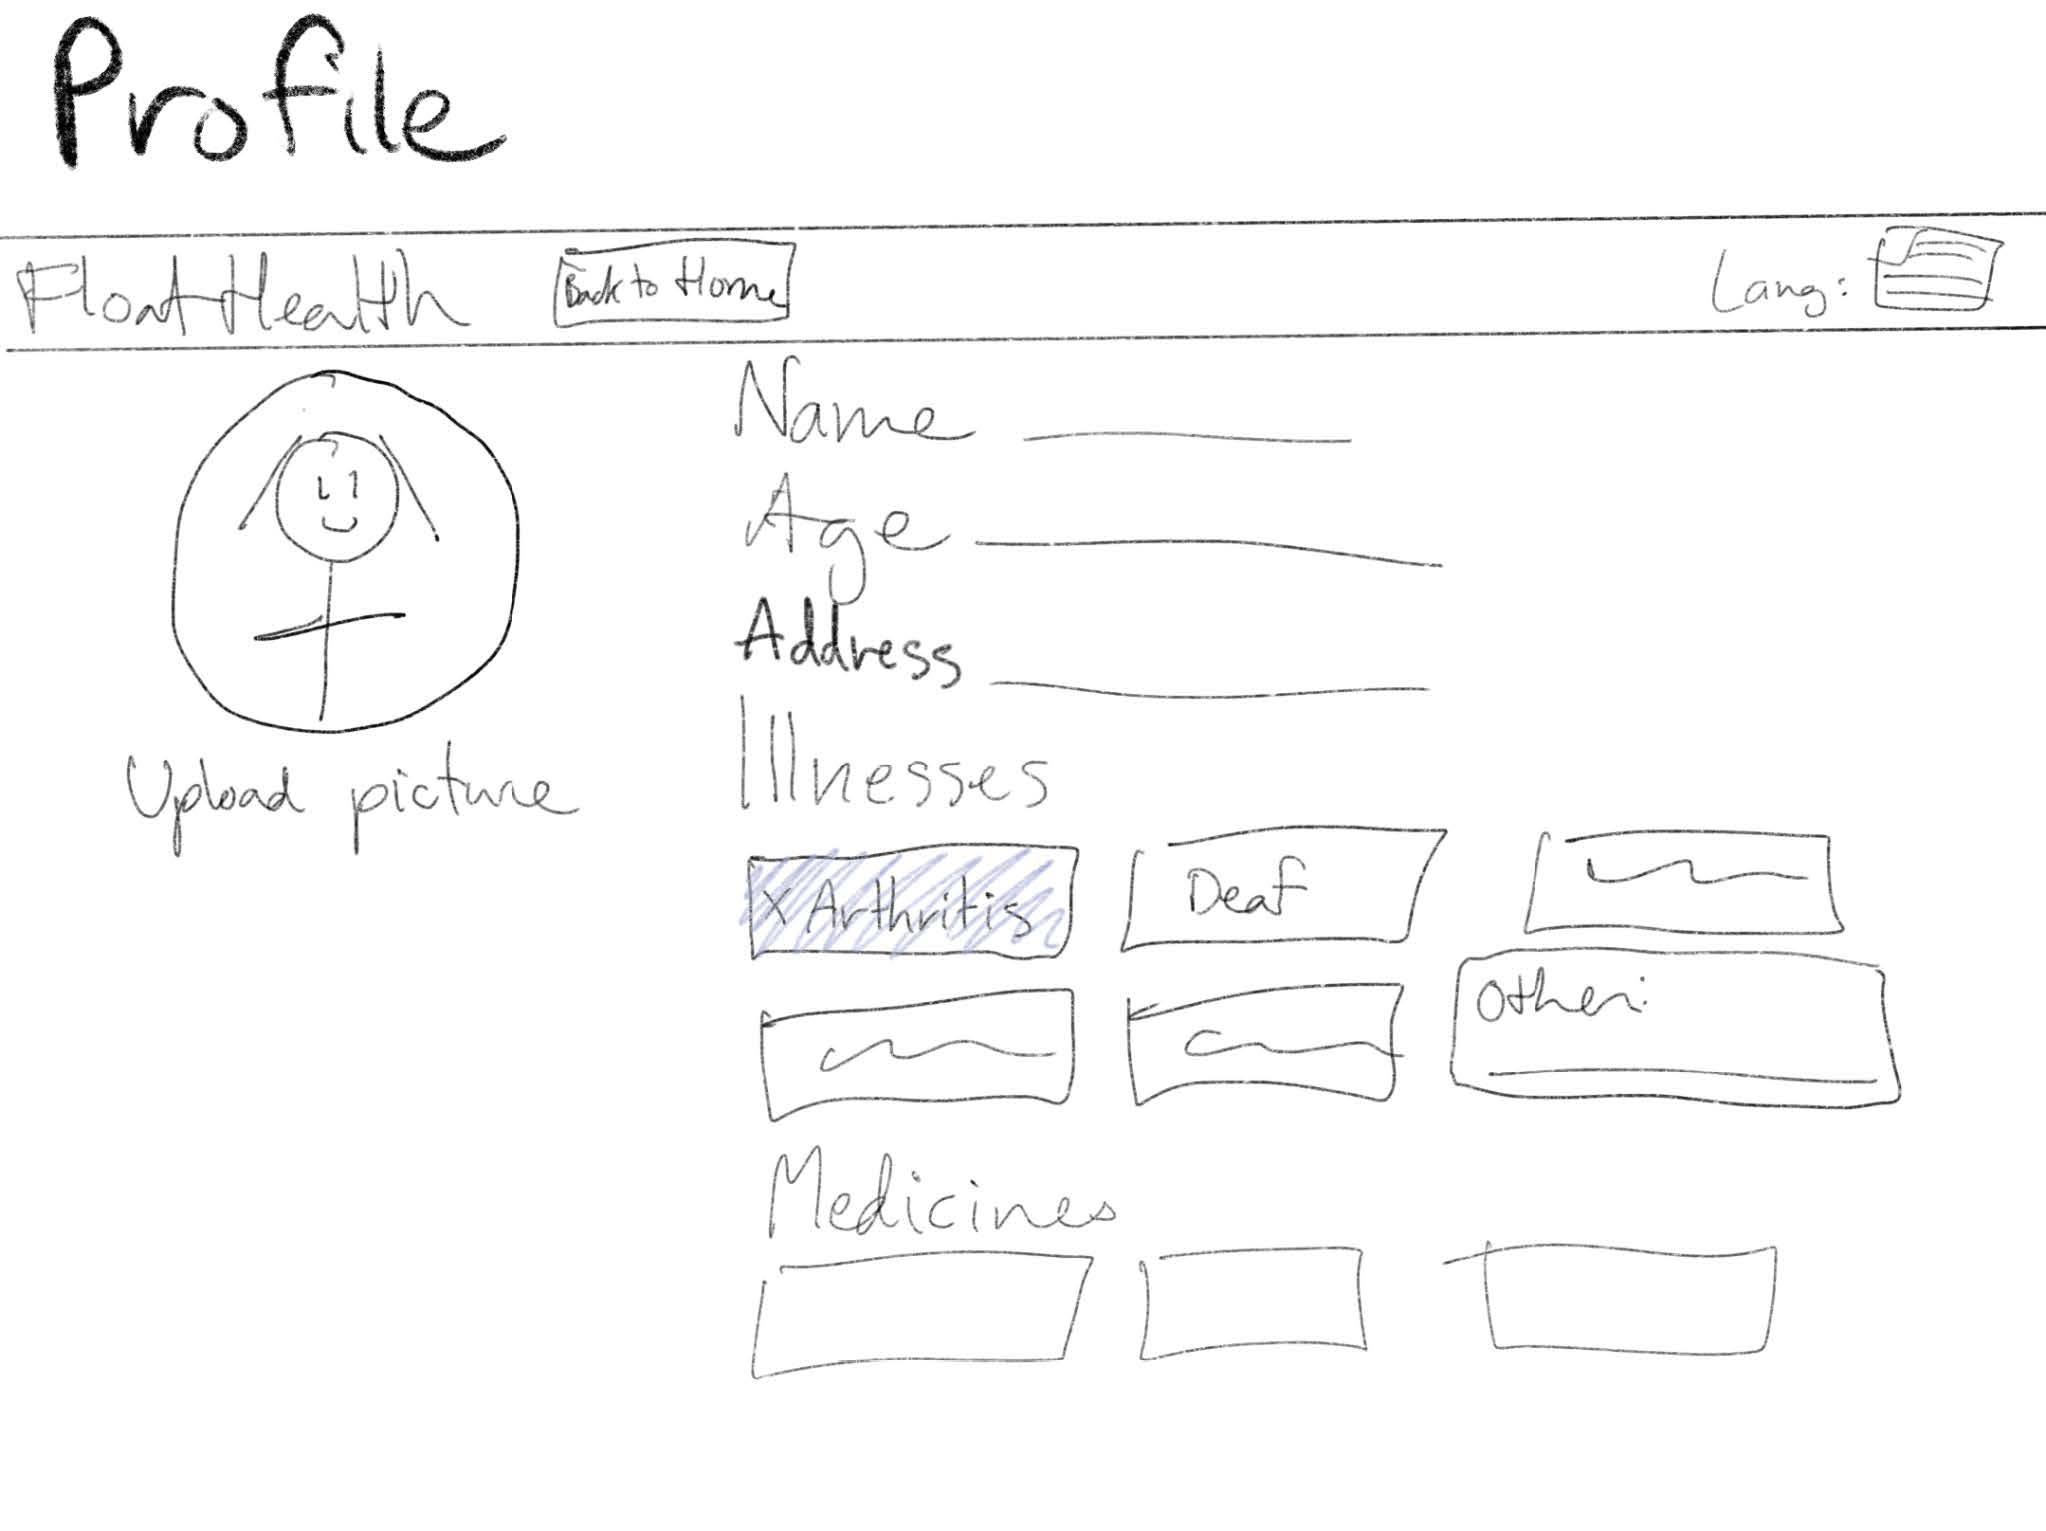 Profile
FloatHealth
Back to Home
Lang:
Name
Age
Address
Illnesses
Upload picture
X Arthritis
Deaf
Other:
Medicines